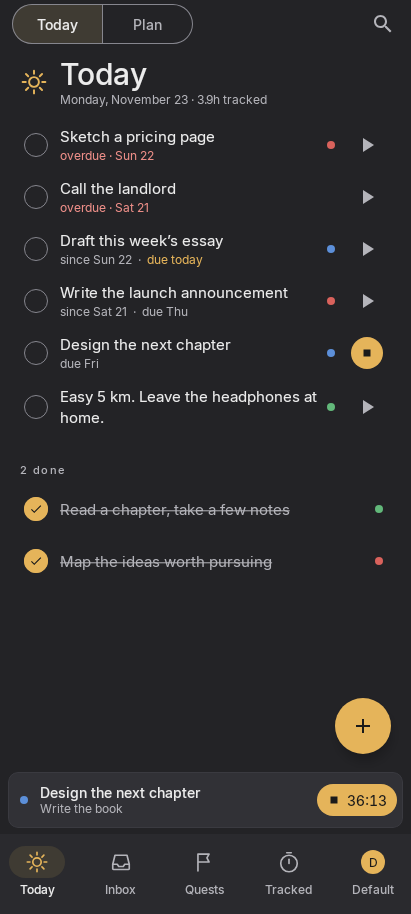 Today
Plan
Today
Monday, November 23 · 3.9h tracked
Sketch a pricing page
overdue · Sun 22
Call the landlord
overdue · Sat 21
Draft this week’s essay
since Sun 22 · due today
Write the launch announcement
since Sat 21 · due Thu
Design the next chapter
due Fri
Easy 5 km. Leave the headphones at
home.
2 done
Read a chapter, take a few notes
Map the ideas worth pursuing
Design the next chapter
Write the book
36:13
Today
Inbox
Quests
Tracked
D
Default